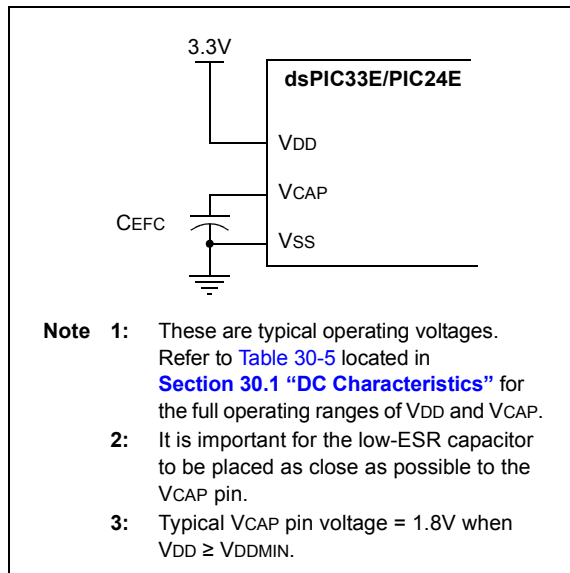 3.3V
dsPIC33E/PIC24E
VDD
VCAP
CEFC
VSS
Note 1: These are typical operating voltages.
Refer to Table 30-5 located in
Section 30.1 “DC Characteristics” for
the full operating ranges of VDD and VCAP.
2: It is important for the low-ESR capacitor
to be placed as close as possible to the
VCAP pin.
3: Typical VCAP pin voltage = 1.8V when
VDD ≥ VDDMIN.